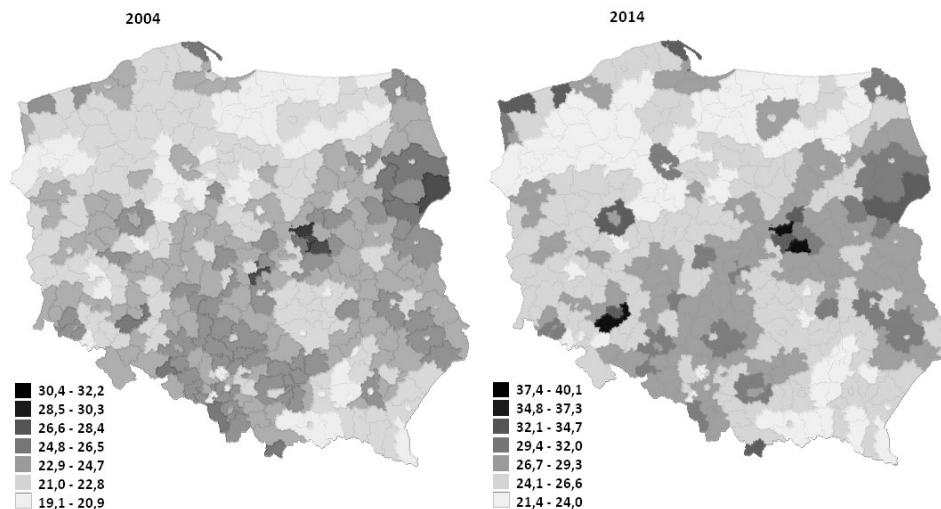 2004
2014
30,4 - 32,2
28,5 - 30,3
26,6 - 28,4
24,8 - 26,5
22,9 - 24,7
21,0 - 22,8
19,1 - 20,9
37,4 - 40,1
34,8 - 37,3
32,1 - 34,7
29,4 - 32,0
26,7 - 29,3
24,1 - 26,6
21,4 - 24,0